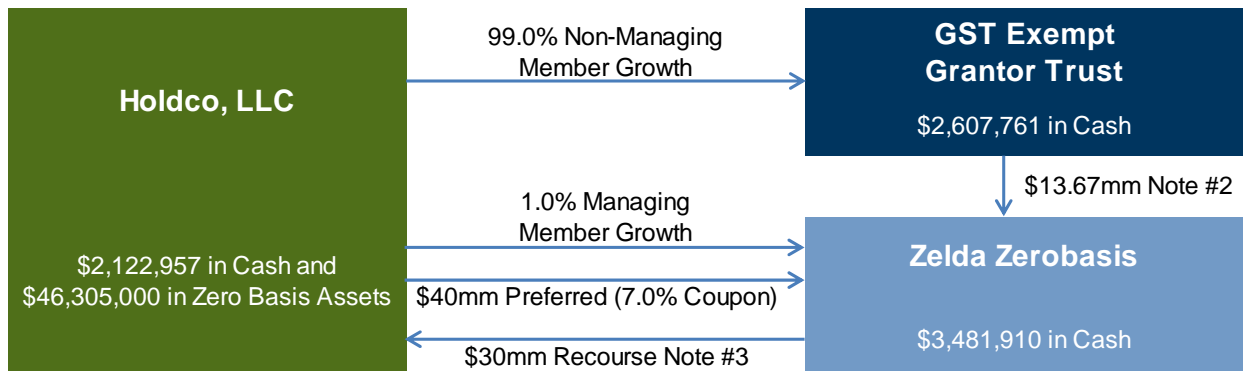 Holdco, LLC
$2,122,957 in Cash and
$46,305,000 in Zero Basis Assets
99.0% Non-Managing
Member Growth
GST Exempt
Grantor Trust
$2,607,761 in Cash
$13.67mm Note #2
1.0% Managing
Member Growth
$40mm Preferred (7.0% Coupon)
$30mm Recourse Note #3
Zelda Zerobasis
$3,481,910 in Cash